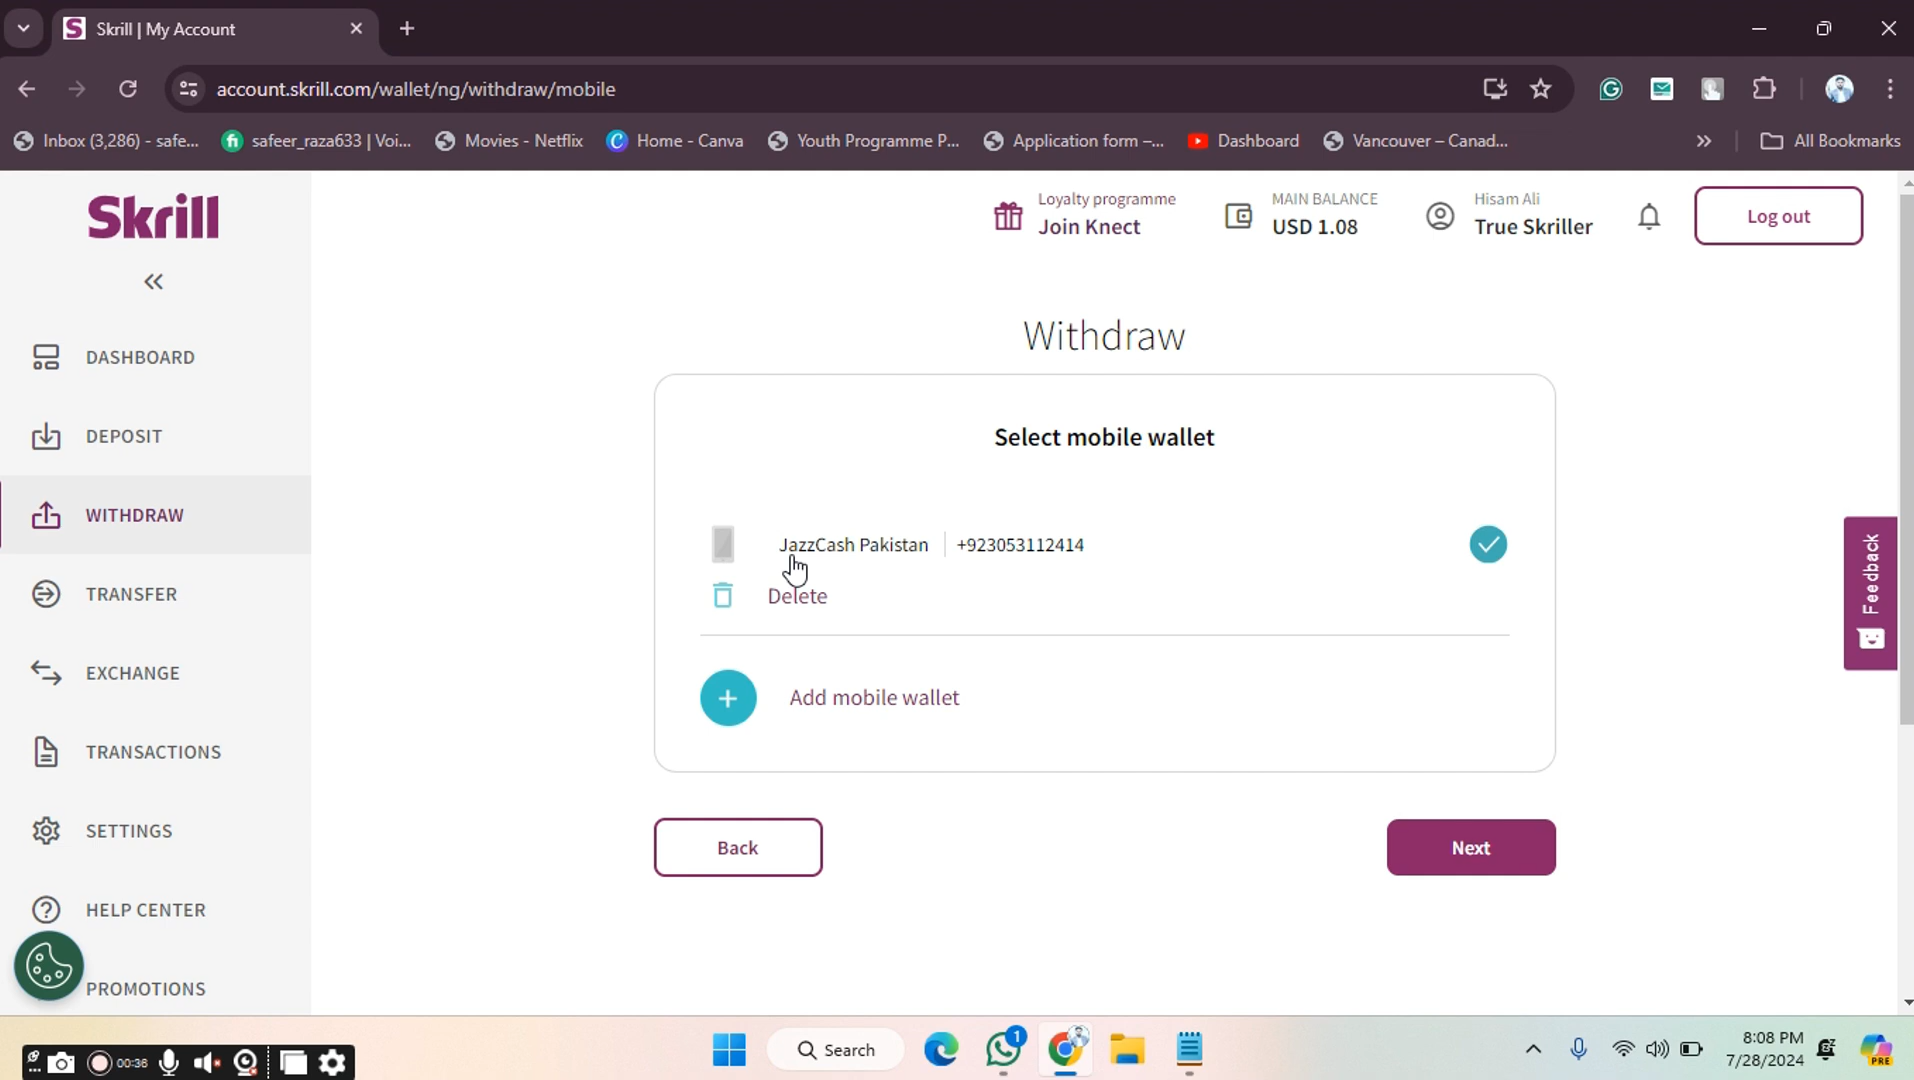 Skrill | My Account
account.skrill.com/wallet/ng/withdraw/mobile
Inbox (3,286) - safe...
safeer_raza633 | Voi...
Movies - Netflix
Home - Canva
Youth Programme P...
Application form –...
Dashboard
Vancouver – Canad...
All Bookmarks
Skrill
Loyalty programme
Join Knect
MAIN BALANCE
USD 1.08
Hisam Ali
True Skriller
Log out
DASHBOARD
DEPOSIT
WITHDRAW
TRANSFER
EXCHANGE
TRANSACTIONS
SETTINGS
HELP CENTER
PROMOTIONS
Withdraw
Select mobile wallet
JazzCash Pakistan
+923053112414
Delete
Add mobile wallet
Back
Next
Feedback
00:36
Search
1
8:08 PM
7/28/2024
PRE